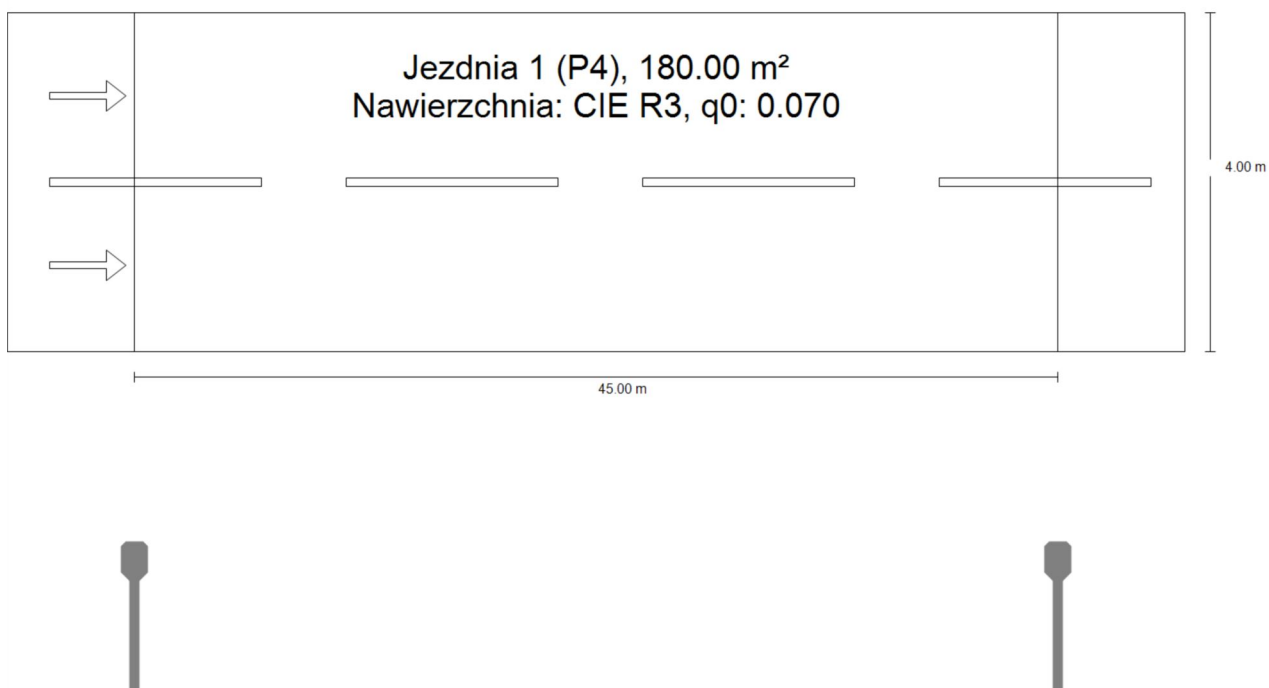 Jezdnia 1 (P4), 180.00 m²
Nawierzchnia: CIE R3, q0: 0.070
4.00 m
45.00 m